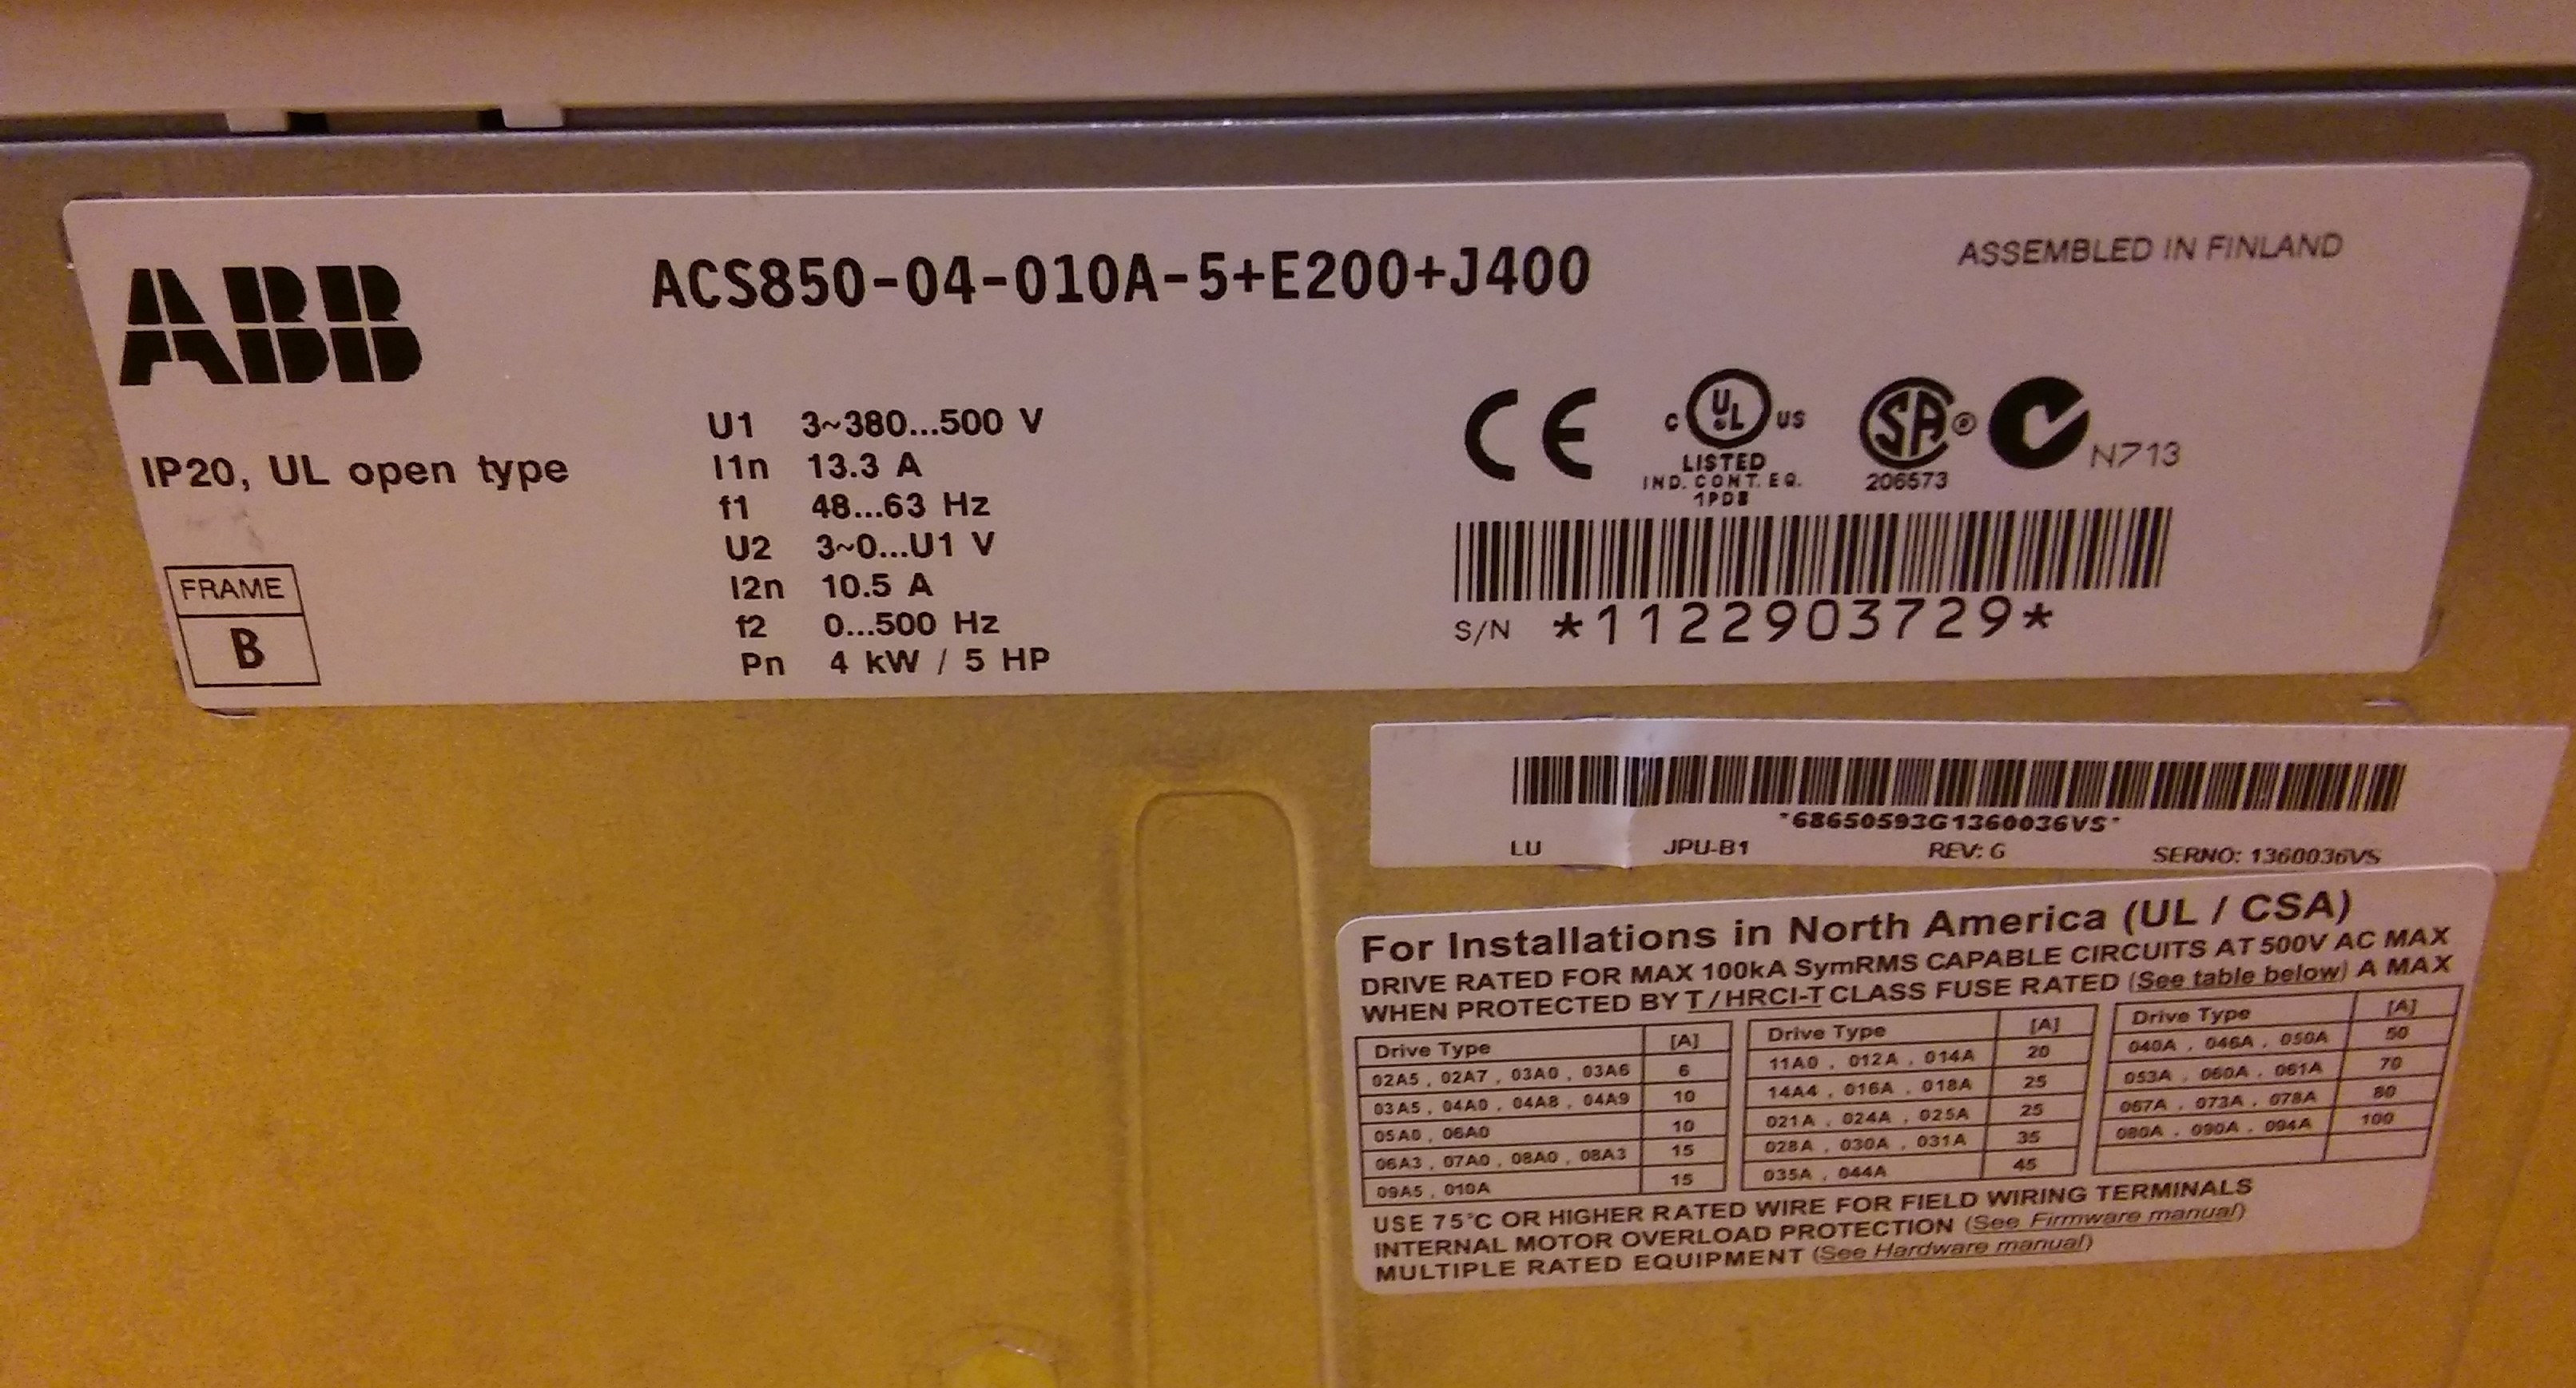 ABB
ACS850-04-010A-5+E200+J400
ASSEMBLED IN FINLAND
IP20, UL open type
FRAME
B
U1 3~380...500 V
I1n 13.3 A
f1 48...63 Hz
U2 3~0...U1 V
I2n 10.5 A
f2 0...500 Hz
Pn 4 kW / 5 HP
CE
C UL US
LISTED
IND. CONT. EQ.
1PD8
SA ®
206573
N713
S/N *1122903729*
*68650593G1360036VS*
LU JPU-B1 REV: G SERNO: 1360036VS
For Installations in North America (UL / CSA)
DRIVE RATED FOR MAX 100kA SymRMS CAPABLE CIRCUITS AT 500V AC MAX
WHEN PROTECTED BY T/HRCI-T CLASS FUSE RATED (See table below) A MAX
Drive Type [A]
02A5 , 02A7 , 03A0 , 03A6 6
03A5 , 04A0 , 04A8 , 04A9 10
05A0 , 06A0 10
06A3 , 07A0 , 08A0 , 08A3 15
09A5 , 010A 15
Drive Type [A]
11A0 , 012A , 014A 20
14A4 , 016A , 018A 25
021A , 024A , 025A 25
028A , 030A , 031A 35
035A , 044A 45
Drive Type [A]
040A , 046A , 050A 50
053A , 060A , 061A 70
067A , 073A , 078A 80
080A , 090A , 094A 100
USE 75°C OR HIGHER RATED WIRE FOR FIELD WIRING TERMINALS
INTERNAL MOTOR OVERLOAD PROTECTION (See Firmware manual)
MULTIPLE RATED EQUIPMENT (See Hardware manual)